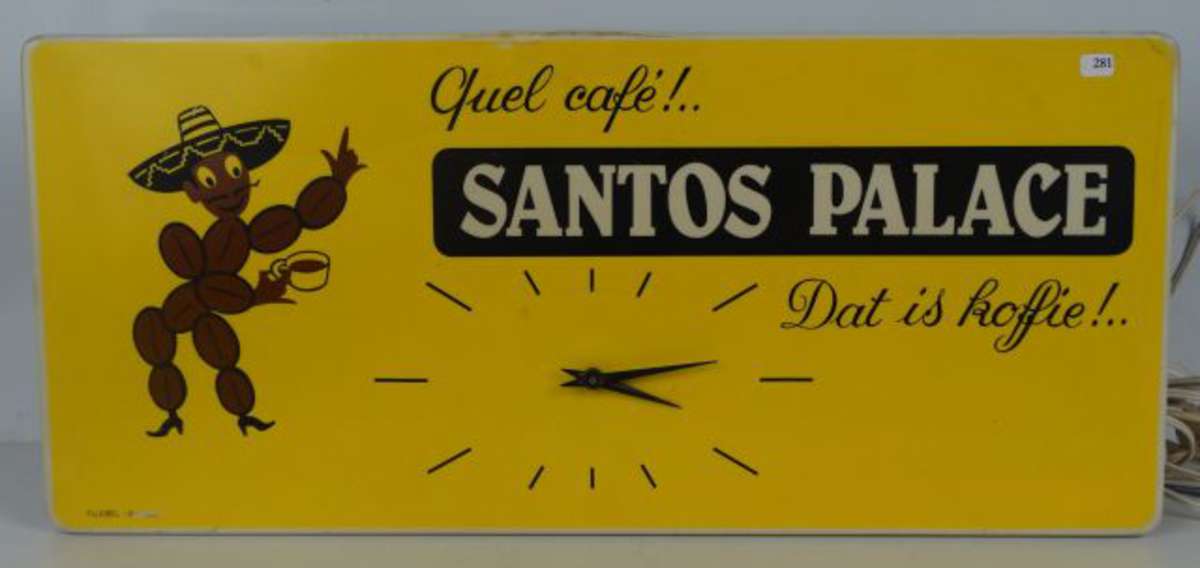 281
Quel café!..
SANTOS PALACE
Dat is koffie!..